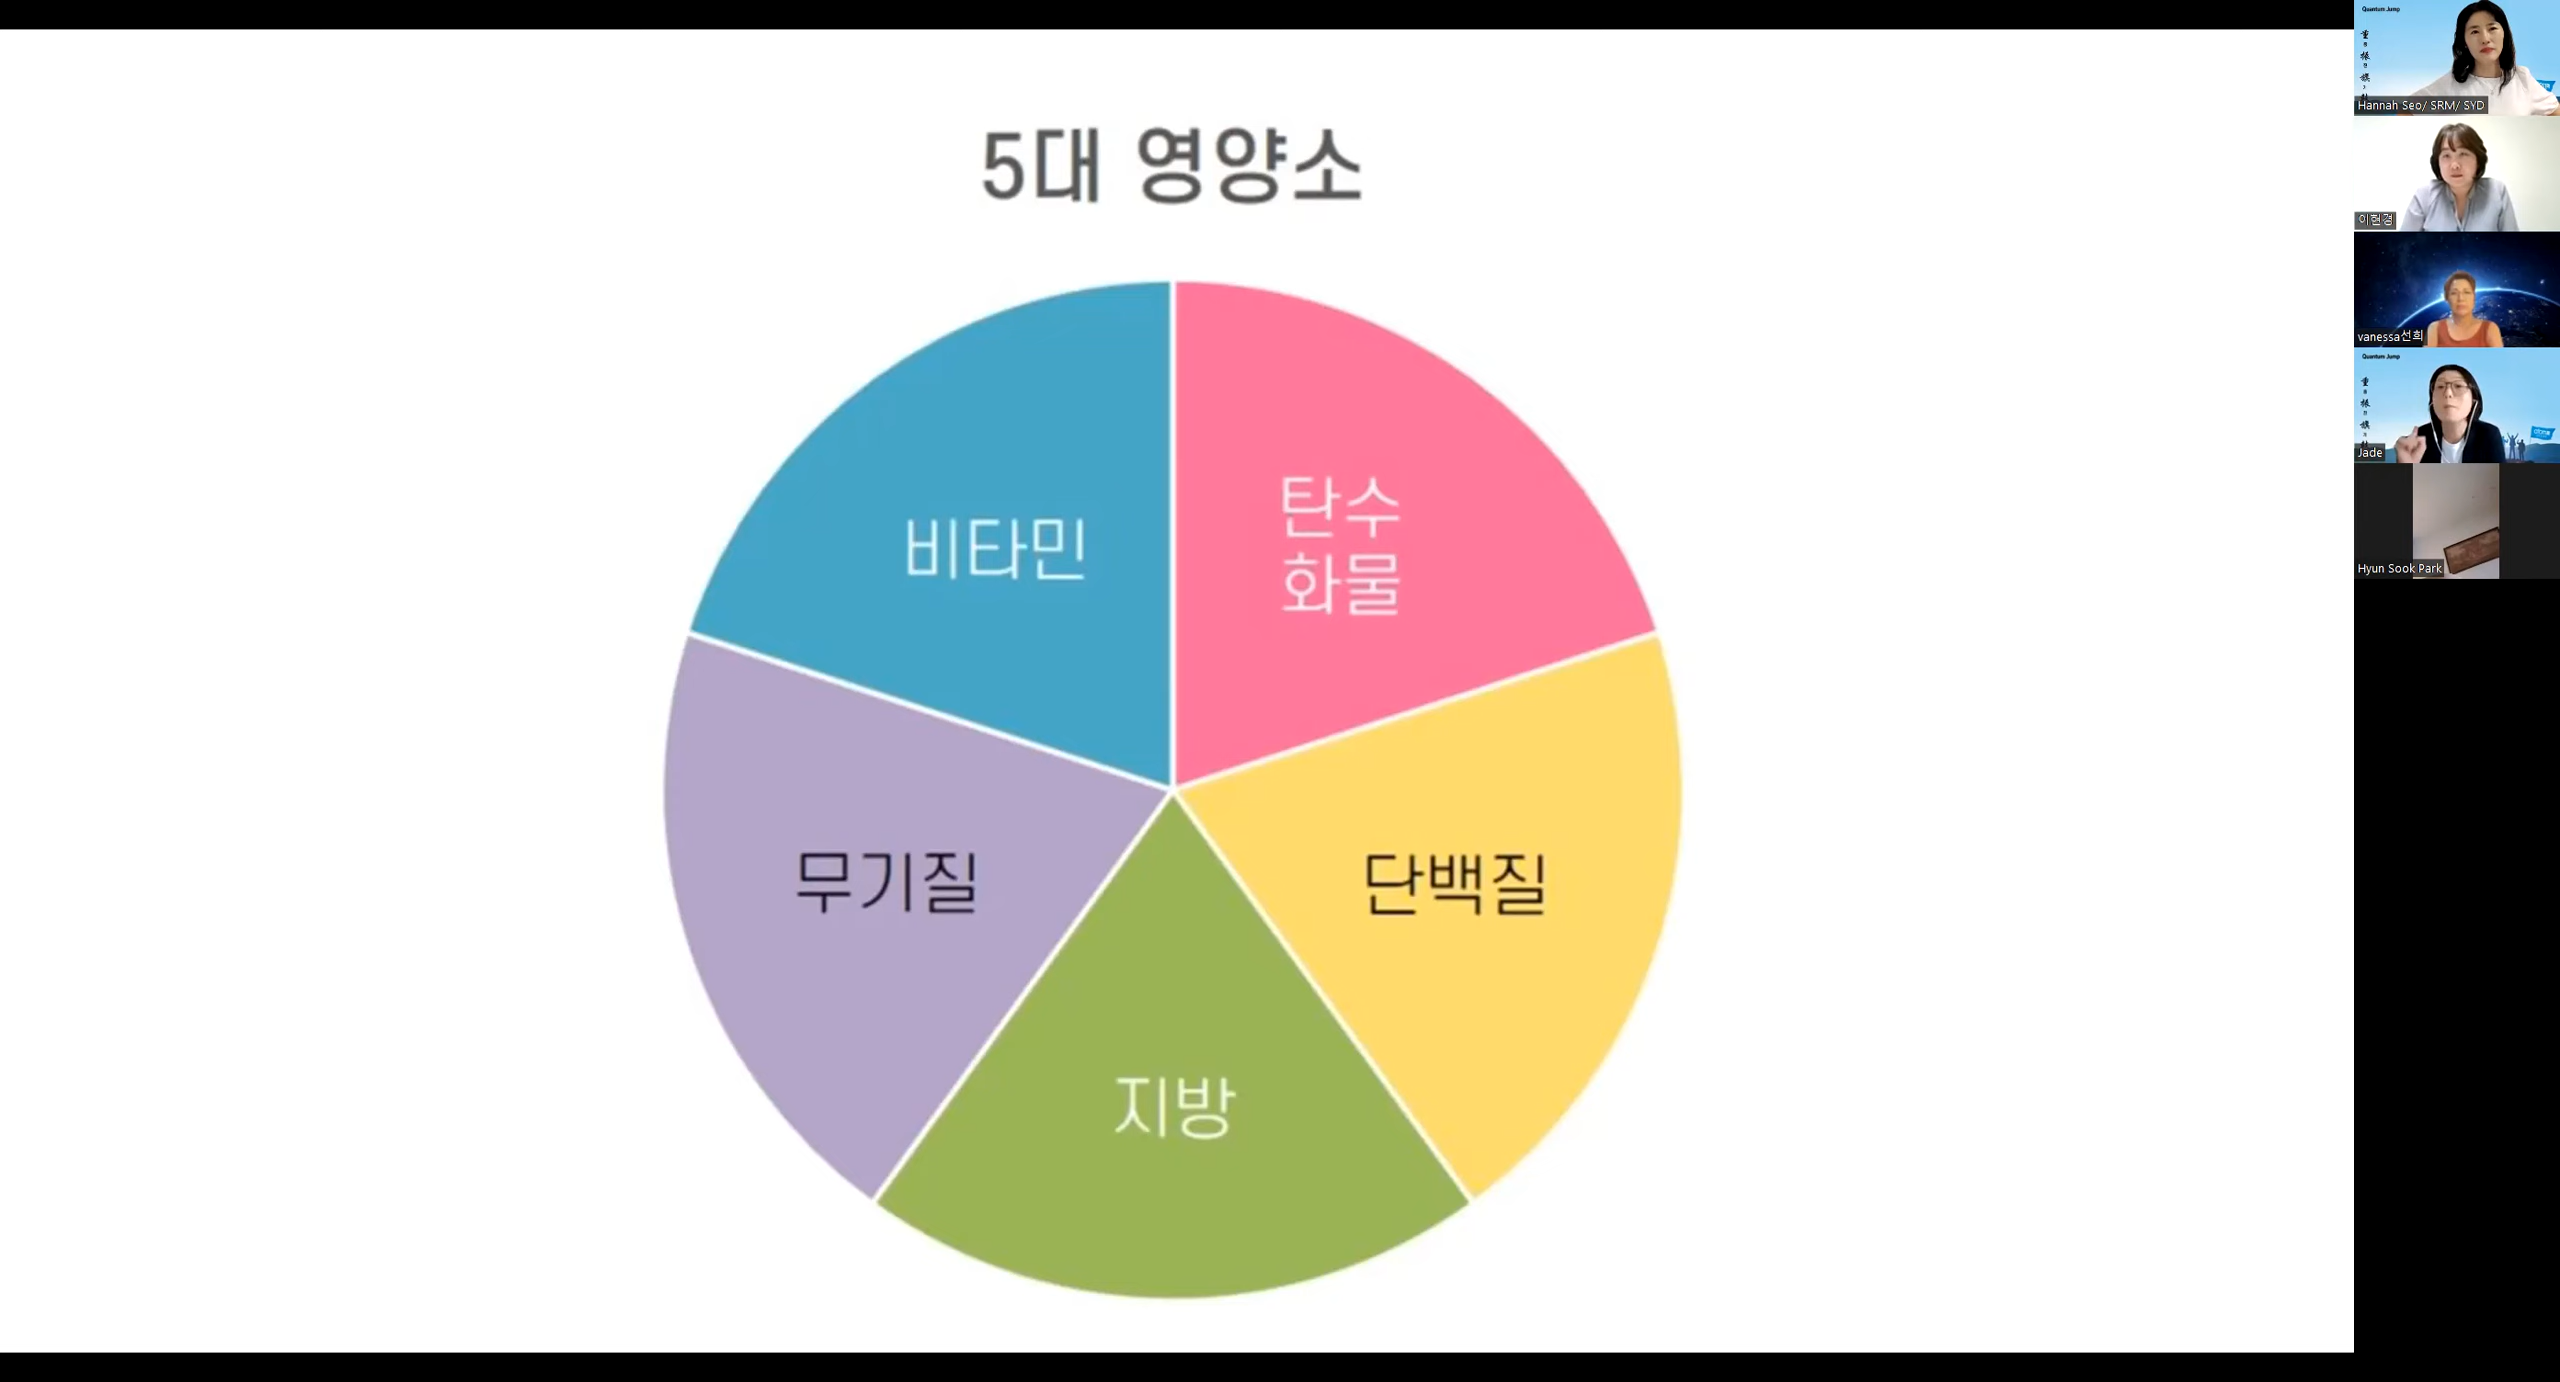 5대 영양소
탄수
화물
단백질
지방
무기질
비타민
Quantum Jump
Hannah Seo/ SRM/ SYD
이현경
vanessa선희
Quantum Jump
Jade
Hyun Sook Park